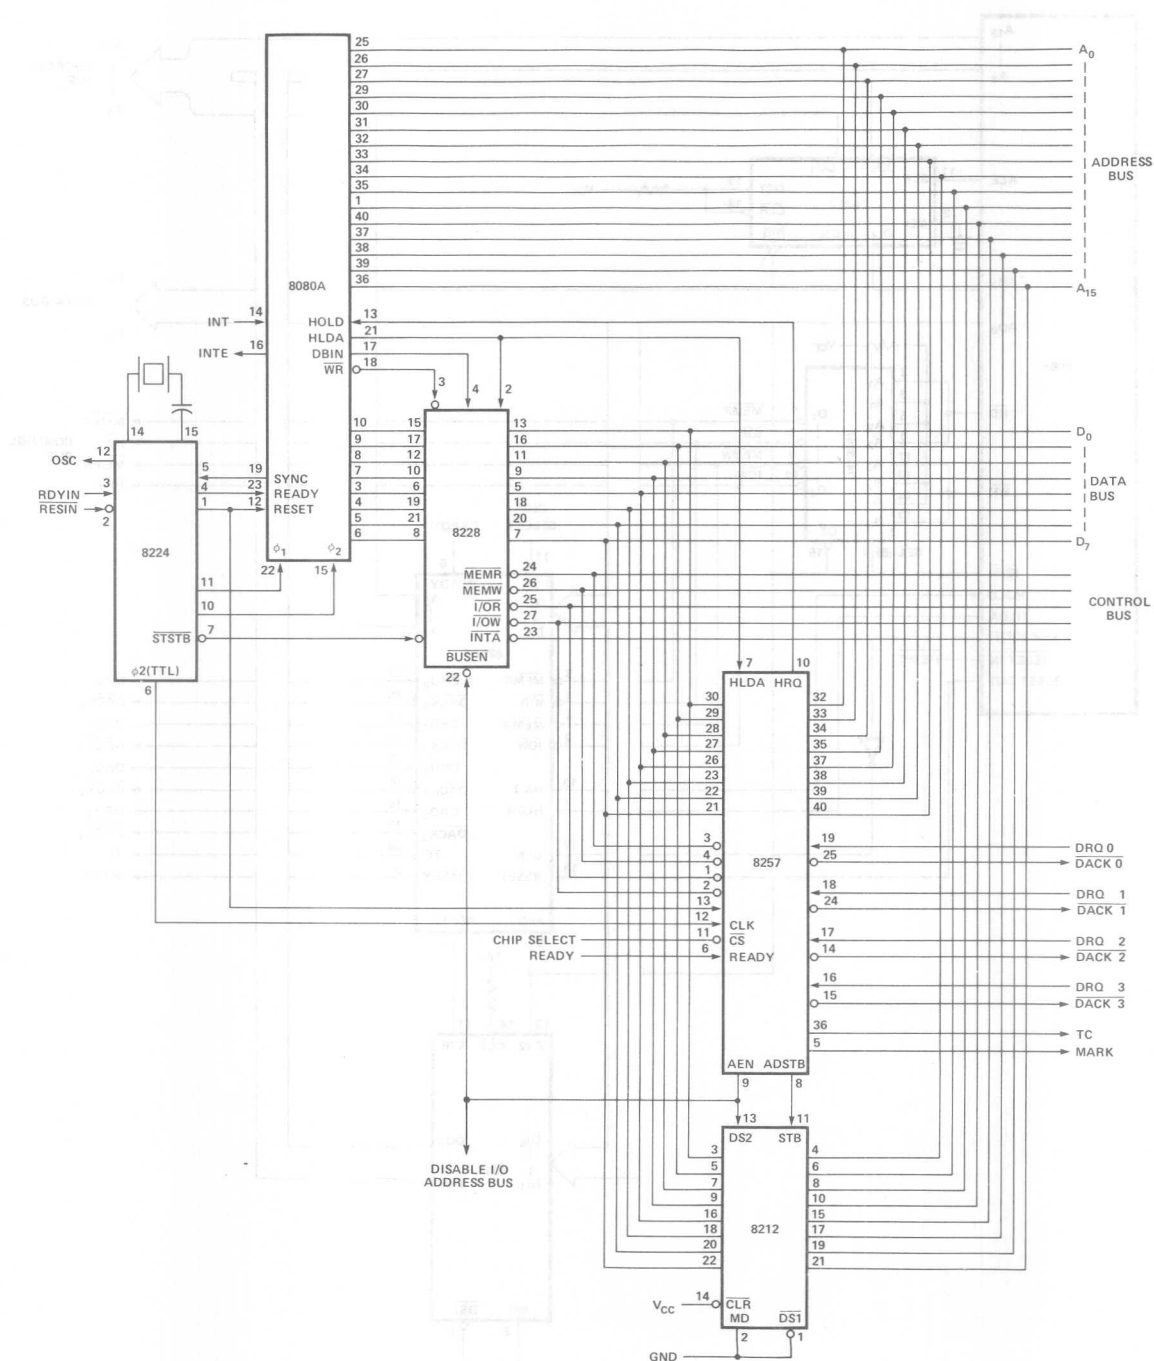 25
A0
26
27
29
30
31
32
33
ADDRESS
BUS
34
35
1
40
37
38
39
8080A
36
A15
14
INT
HOLD
13
HLDA
21
16
INTE
DBIN
17
WR
18
3
4
2
14
15
10
15
13
D0
12
OSC
9
17
16
8
12
11
5
19
SYNC
7
10
9
DATA
BUS
3
RDYIN
4
23
READY
3
6
5
RESIN
1
12
RESET
4
19
18
2
5
21
20
8224
6
8
7
D7
8228
ϕ1
ϕ2
22
15
MEMR
24
11
MEMW
26
10
I/OR
25
CONTROL
BUS
I/OW
27
STSTB
7
INTA
23
BUSEN
ϕ2(TTL)
22
7
10
6
HLDA
HRQ
30
32
29
33
28
34
27
35
26
37
23
38
22
39
21
40
3
19
DRQ 0
4
8257
25
DACK 0
1
2
18
DRQ 1
13
24
DACK 1
12
CLK
CHIP SELECT
11
CS
17
DRQ 2
READY
6
READY
14
DACK 2
16
DRQ 3
15
DACK 3
36
TC
5
MARK
AEN
ADSTB
9
8
13
11
DS2
STB
DISABLE I/O
ADDRESS BUS
3
4
5
6
7
8
9
10
16
15
18
8212
17
20
19
22
21
VCC
14
CLR
MD
DS1
2
1
GND